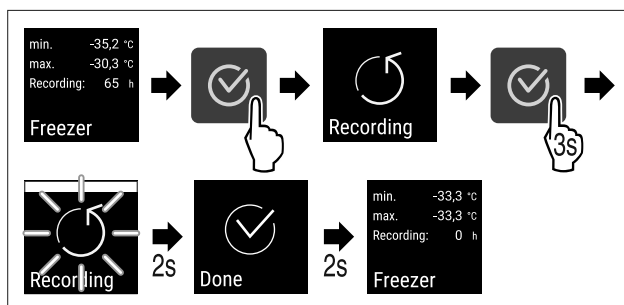 min. -35,2 °C
max. -30,3 °C
Recording: 65 h
Freezer
Recording
3s
Recording
2s
Done
2s
min. -33,3 °C
max. -33,3 °C
Recording: 0 h
Freezer